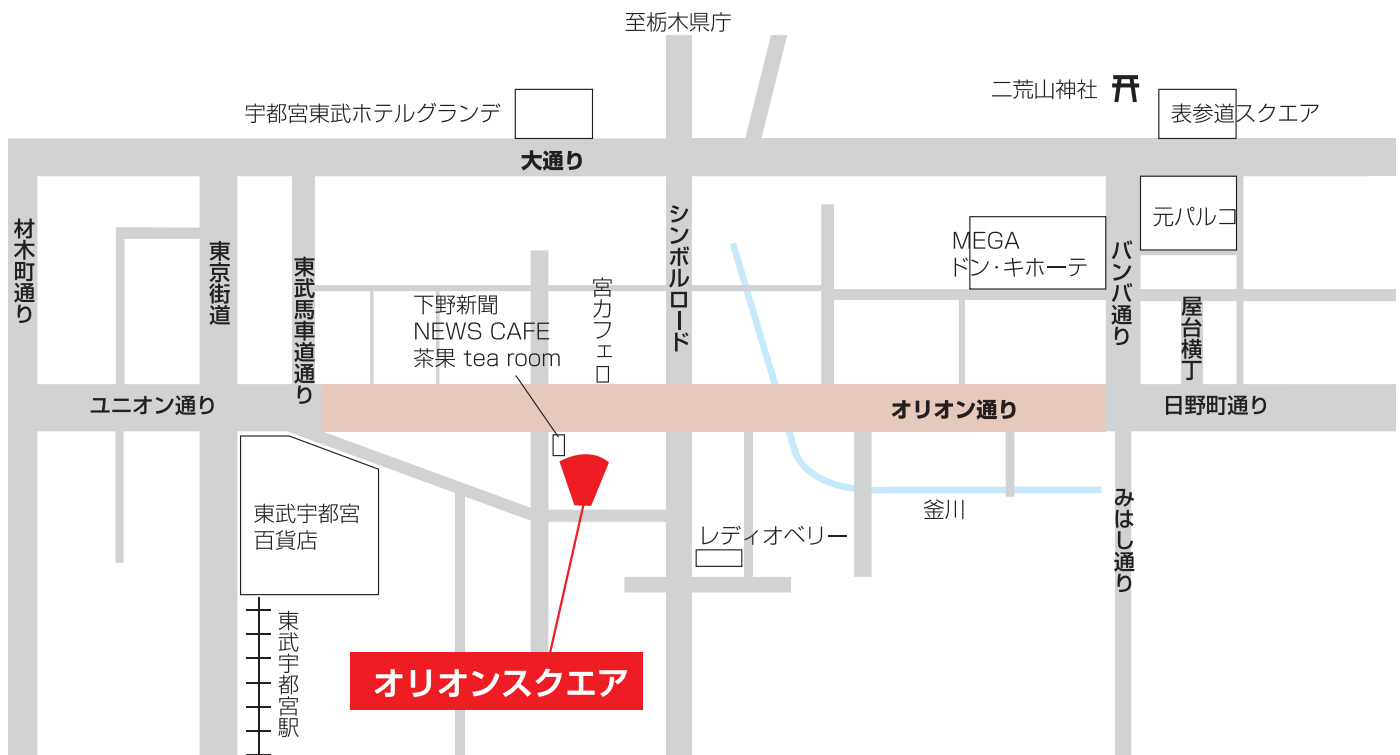 至栃木県庁
二荒山神社
宇都宮東武ホテルグランデ
表参道スクエア
大通り
材木町通り
東京街道
東武馬車道通り
シンボルロード
元パルコ
MEGA
ドン・キホーテ
バンバ通り
屋台横丁
宮カフェ
下野新聞
NEWS CAFE
茶果 tea room
ユニオン通り
オリオン通り
日野町通り
東武宇都宮
百貨店
釜川
レディオベリー
みはし通り
東武宇都宮駅
オリオンスクエア